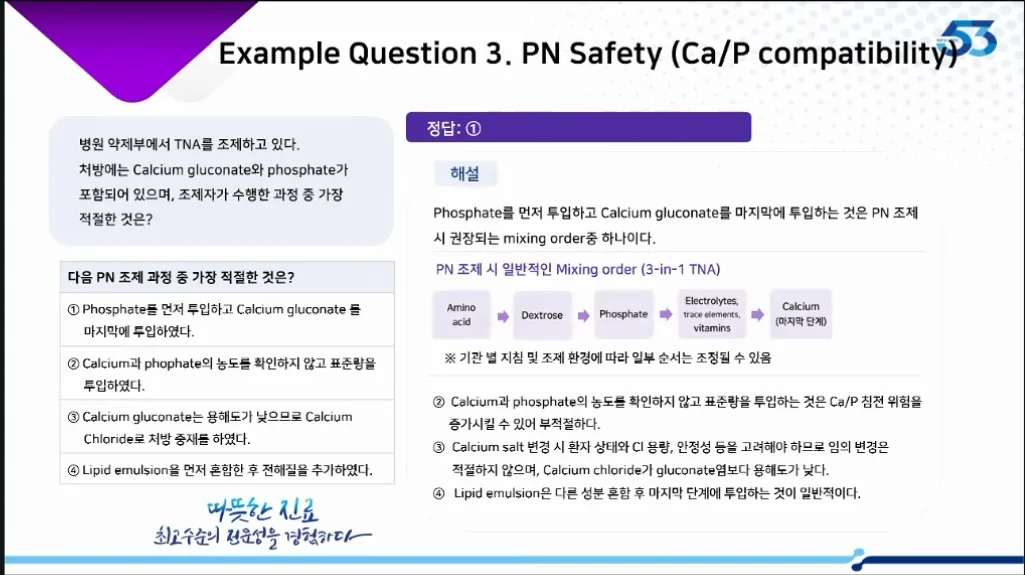 53
Example Question 3. PN Safety (Ca/P compatibility)
병원 약제부에서 TNA를 조제하고 있다.
처방에는 Calcium gluconate와 phosphate가
포함되어 있으며, 조제자가 수행한 과정 중 가장
적절한 것은?
다음 PN 조제 과정 중 가장 적절한 것은?
① Phosphate를 먼저 투입하고 Calcium gluconate 를
마지막에 투입하였다.
② Calcium과 phophate의 농도를 확인하지 않고 표준량을
투입하였다.
③ Calcium gluconate는 용해도가 낮으므로 Calcium
Chloride로 처방 중재를 하였다.
④ Lipid emulsion을 먼저 혼합한 후 전해질을 추가하였다.
따뜻한 진료
최고수준의 전문성을 경험하다
정답: ①
해설
Phosphate를 먼저 투입하고 Calcium gluconate를 마지막에 투입하는 것은 PN 조제
시 권장되는 mixing order중 하나이다.
PN 조제 시 일반적인 Mixing order (3-in-1 TNA)
Amino
acid
Dextrose
Phosphate
Electrolytes,
trace elements,
vitamins
Calcium
(마지막 단계)
※ 기관 별 지침 및 조제 환경에 따라 일부 순서는 조정될 수 있음
② Calcium과 phosphate의 농도를 확인하지 않고 표준량을 투입하는 것은 Ca/P 침전 위험을
증가시킬 수 있어 부적절하다.
③ Calcium salt 변경 시 환자 상태와 Cl 용량, 안정성 등을 고려해야 하므로 임의 변경은
적절하지 않으며, Calcium chloride가 gluconate염보다 용해도가 낮다.
④ Lipid emulsion은 다른 성분 혼합 후 마지막 단계에 투입하는 것이 일반적이다.